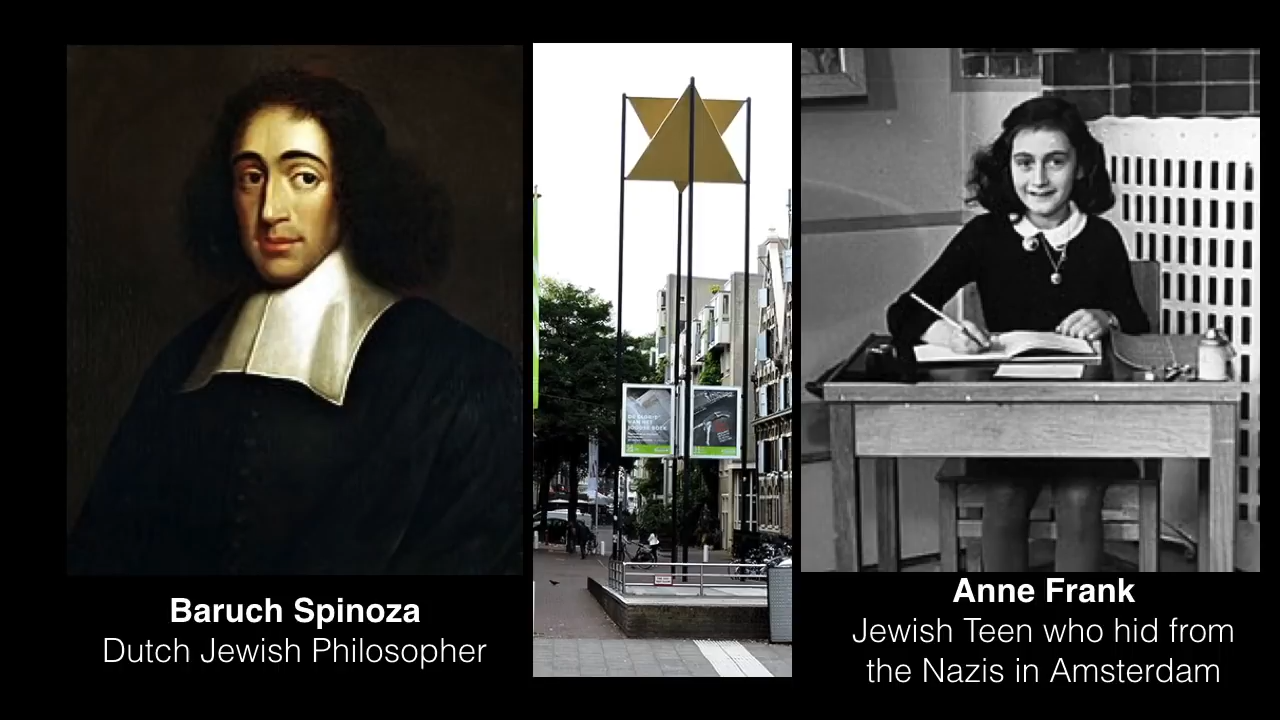 Baruch Spinoza
Dutch Jewish Philosopher
Anne Frank
Jewish Teen who hid from
the Nazis in Amsterdam